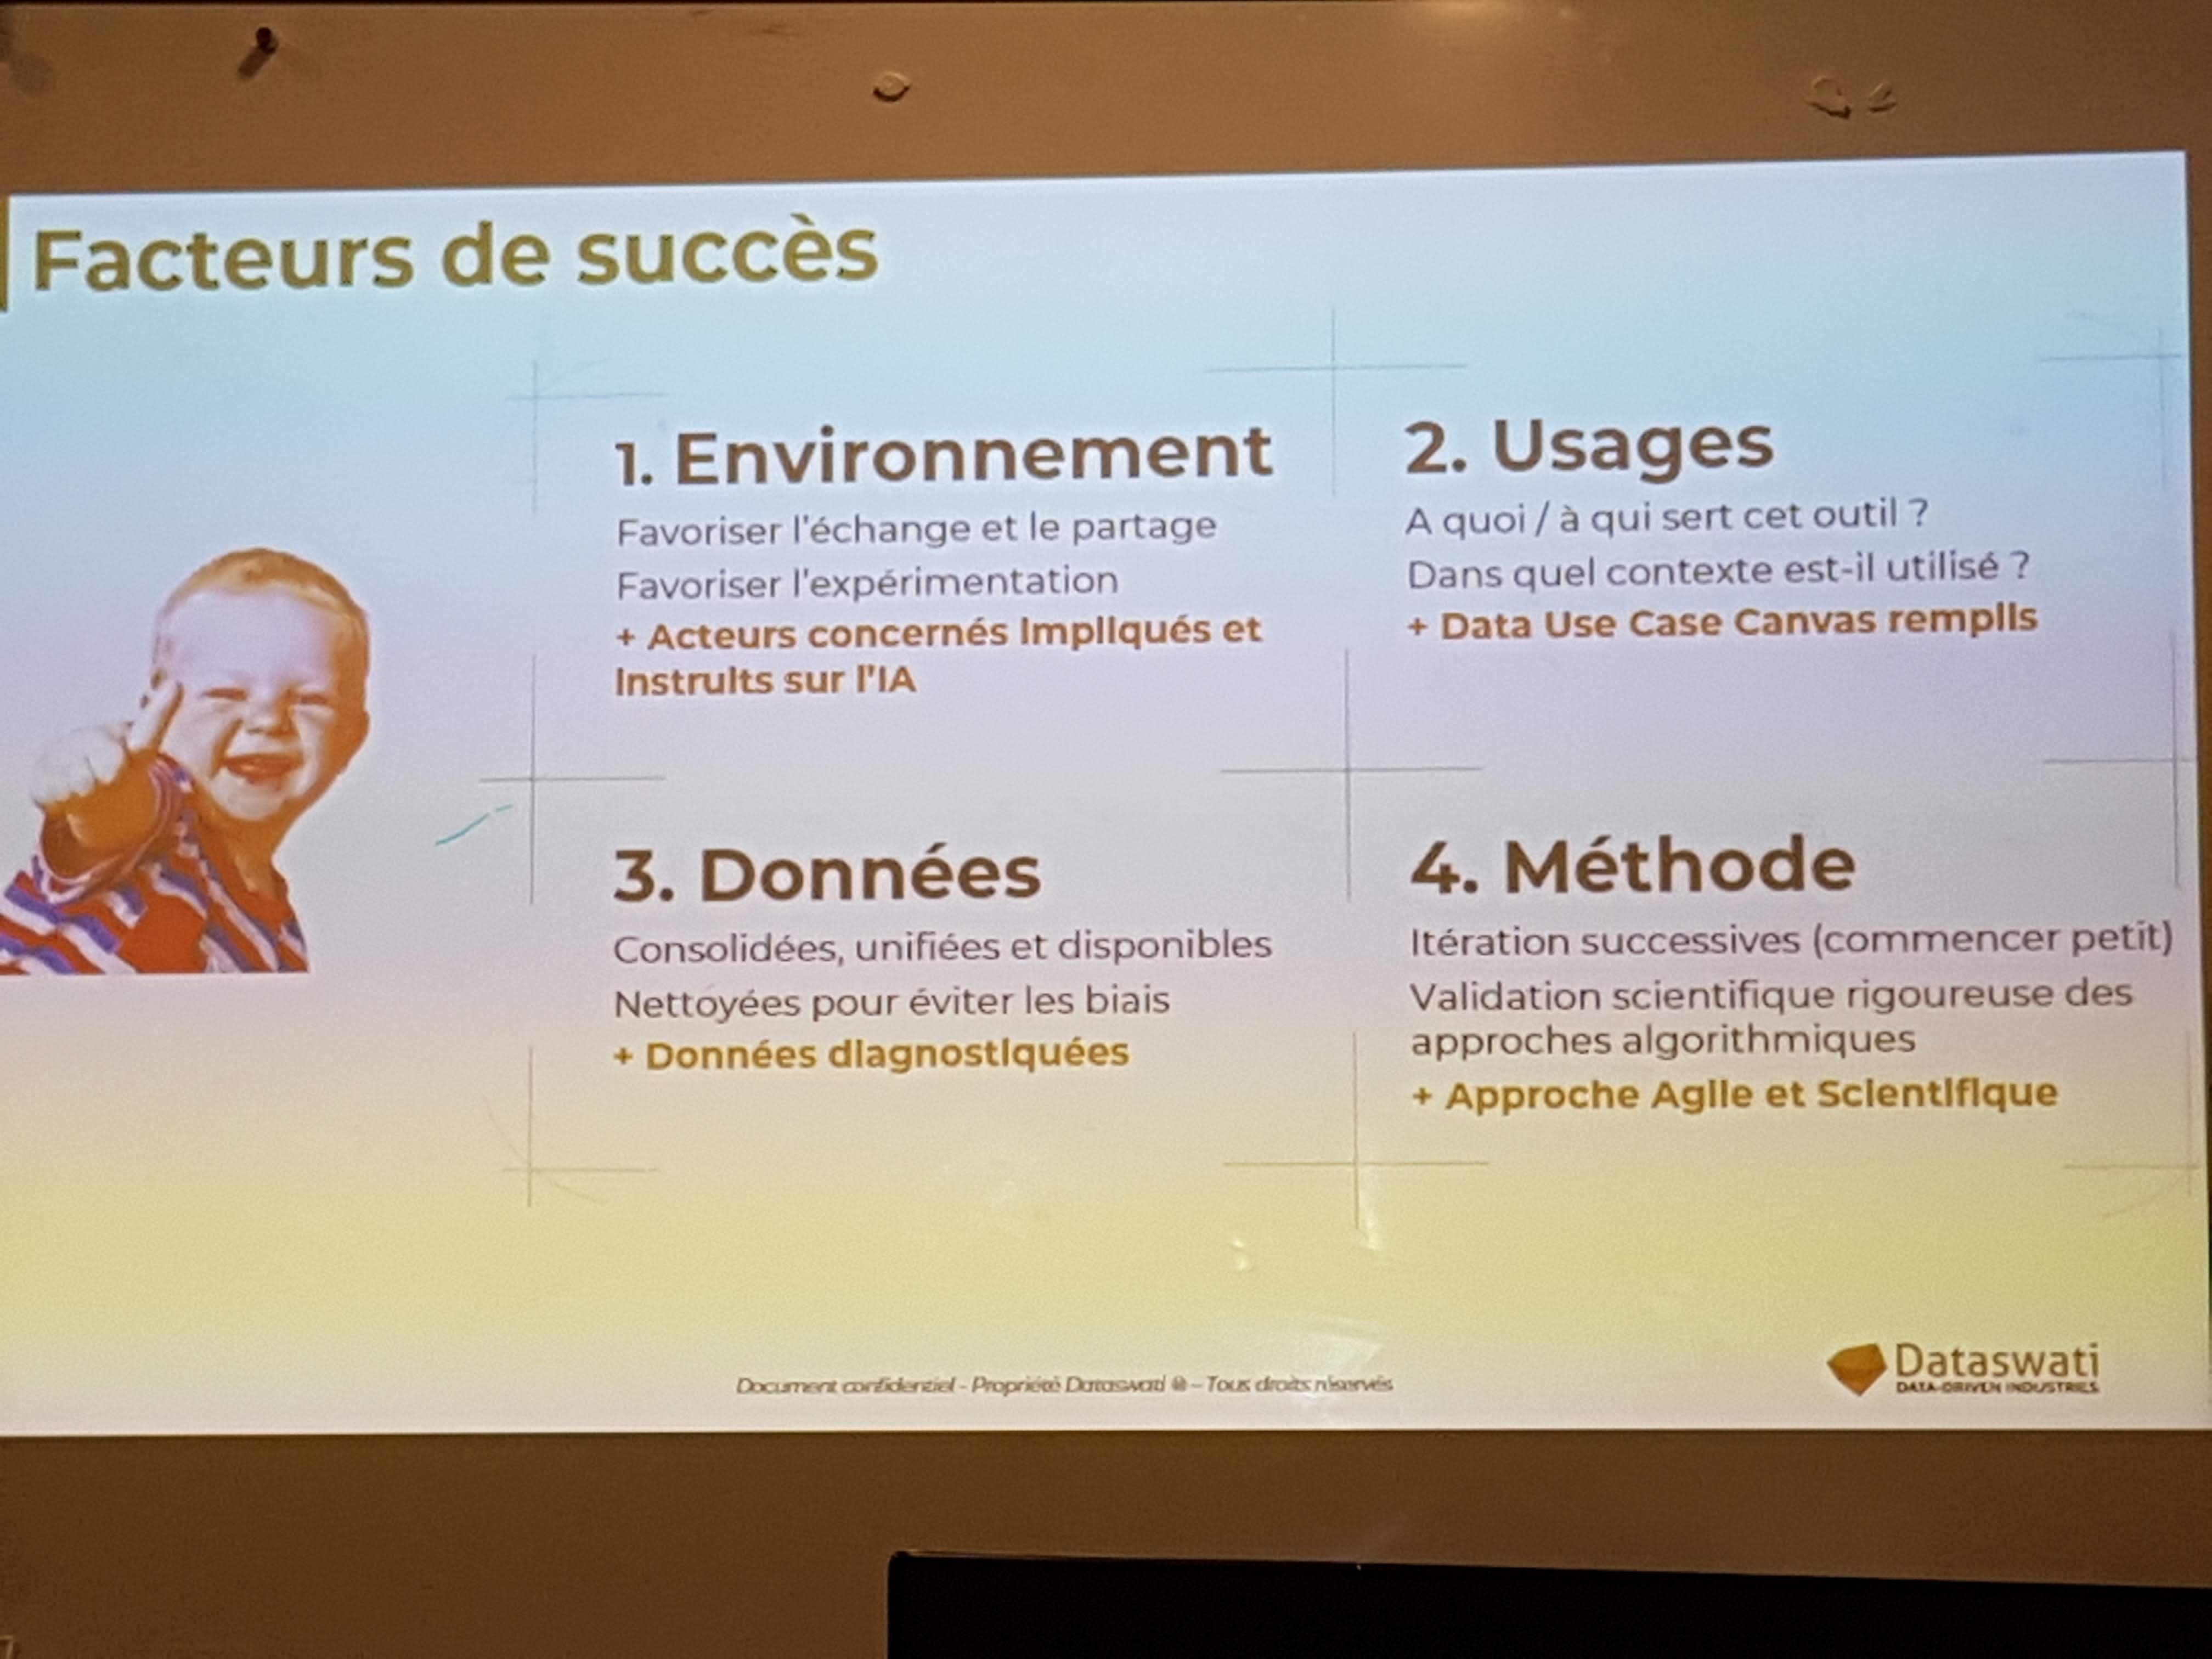 Facteurs de succès
1. Environnement
Favoriser l'échange et le partage
Favoriser l'expérimentation
+ Acteurs concernés impliqués et
instruits sur l'IA
2. Usages
A quoi / à qui sert cet outil ?
Dans quel contexte est-il utilisé ?
+ Data Use Case Canvas remplis
3. Données
Consolidées, unifiées et disponibles
Nettoyées pour éviter les biais
+ Données diagnostiquées
4. Méthode
Itération successives (commencer petit)
Validation scientifique rigoureuse des
approches algorithmiques
+ Approche Agile et Scientifique
Document confidentiel - Propriété Dataswati ® – Tous droits réservés
Dataswati
DATA-DRIVEN INDUSTRIES